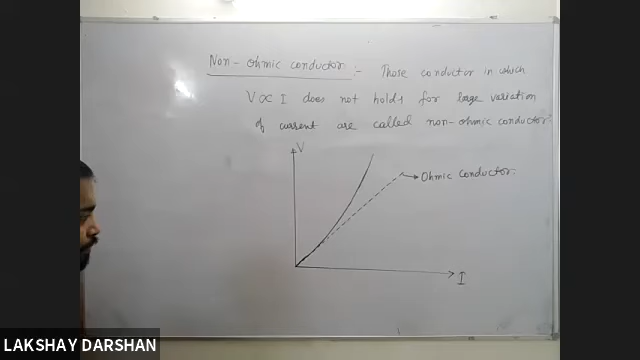 Non-ohmic conductor:- Those conductor in which
V∝I does not holds for large variation
of current are called non-ohmic conductor.
V
Ohmic conductor.
I
LAKSHAY DARSHAN